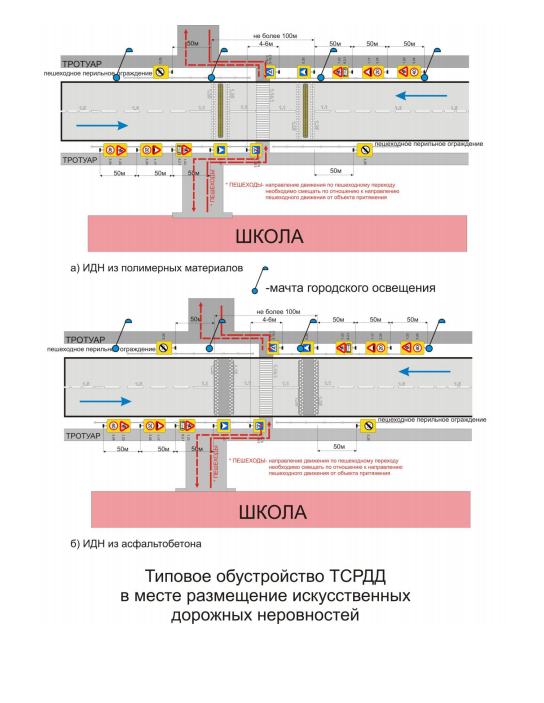 не более 100м
50м
4-6м
50м
50м
50м
ТРОТУАР
пешеходное перильное ограждение
пешеходное перильное ограждение
ТРОТУАР
50м
50м
50м
50м
* ПЕШЕХОДЫ
* ПЕШЕХОДЫ- направление движения по пешеходному переходу
необходимо смещать по отношению к направлению
пешеходного движения от объекта притяжения
ШКОЛА
а) ИДН из полимерных материалов
-мачта городского освещения
не более 100м
50м
4-6м
50м
50м
50м
ТРОТУАР
пешеходное перильное ограждение
пешеходное перильное ограждение
ТРОТУАР
50м
50м
50м
50м
* ПЕШЕХОДЫ
* ПЕШЕХОДЫ- направление движения по пешеходному переходу
необходимо смещать по отношению к направлению
пешеходного движения от объекта притяжения
ШКОЛА
б) ИДН из асфальтобетона
Типовое обустройство ТСРДД
в месте размещение искусственных
дорожных неровностей